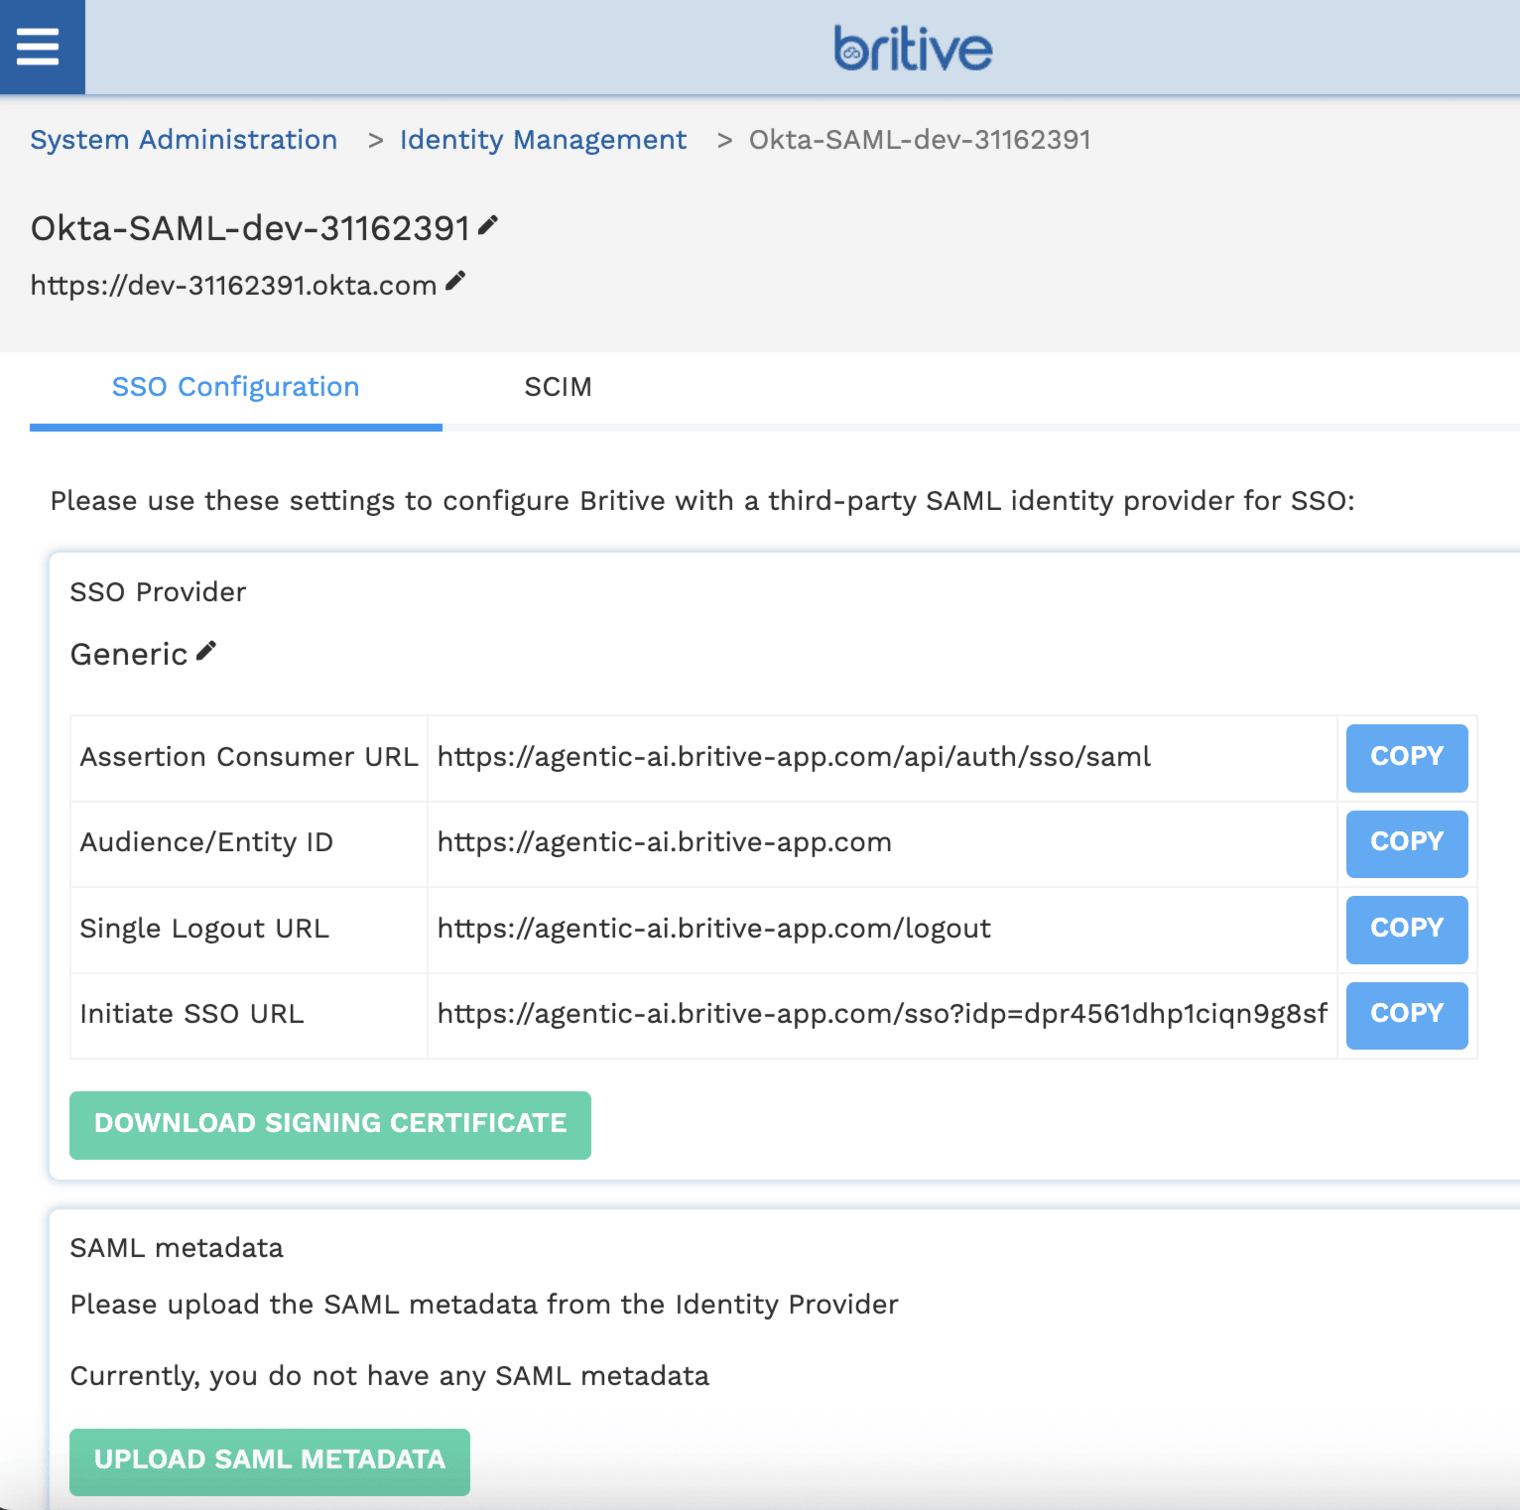 britive
System Administration > Identity Management > Okta-SAML-dev-31162391
Okta-SAML-dev-31162391
https://dev-31162391.okta.com
SSO Configuration SCIM
Please use these settings to configure Britive with a third-party SAML identity provider for SSO:
SSO Provider
Generic
Assertion Consumer URL https://agentic-ai.britive-app.com/api/auth/sso/saml COPY
Audience/Entity ID https://agentic-ai.britive-app.com COPY
Single Logout URL https://agentic-ai.britive-app.com/logout COPY
Initiate SSO URL https://agentic-ai.britive-app.com/sso?idp=dpr4561dhp1ciqn9g8sf COPY
DOWNLOAD SIGNING CERTIFICATE
SAML metadata
Please upload the SAML metadata from the Identity Provider
Currently, you do not have any SAML metadata
UPLOAD SAML METADATA